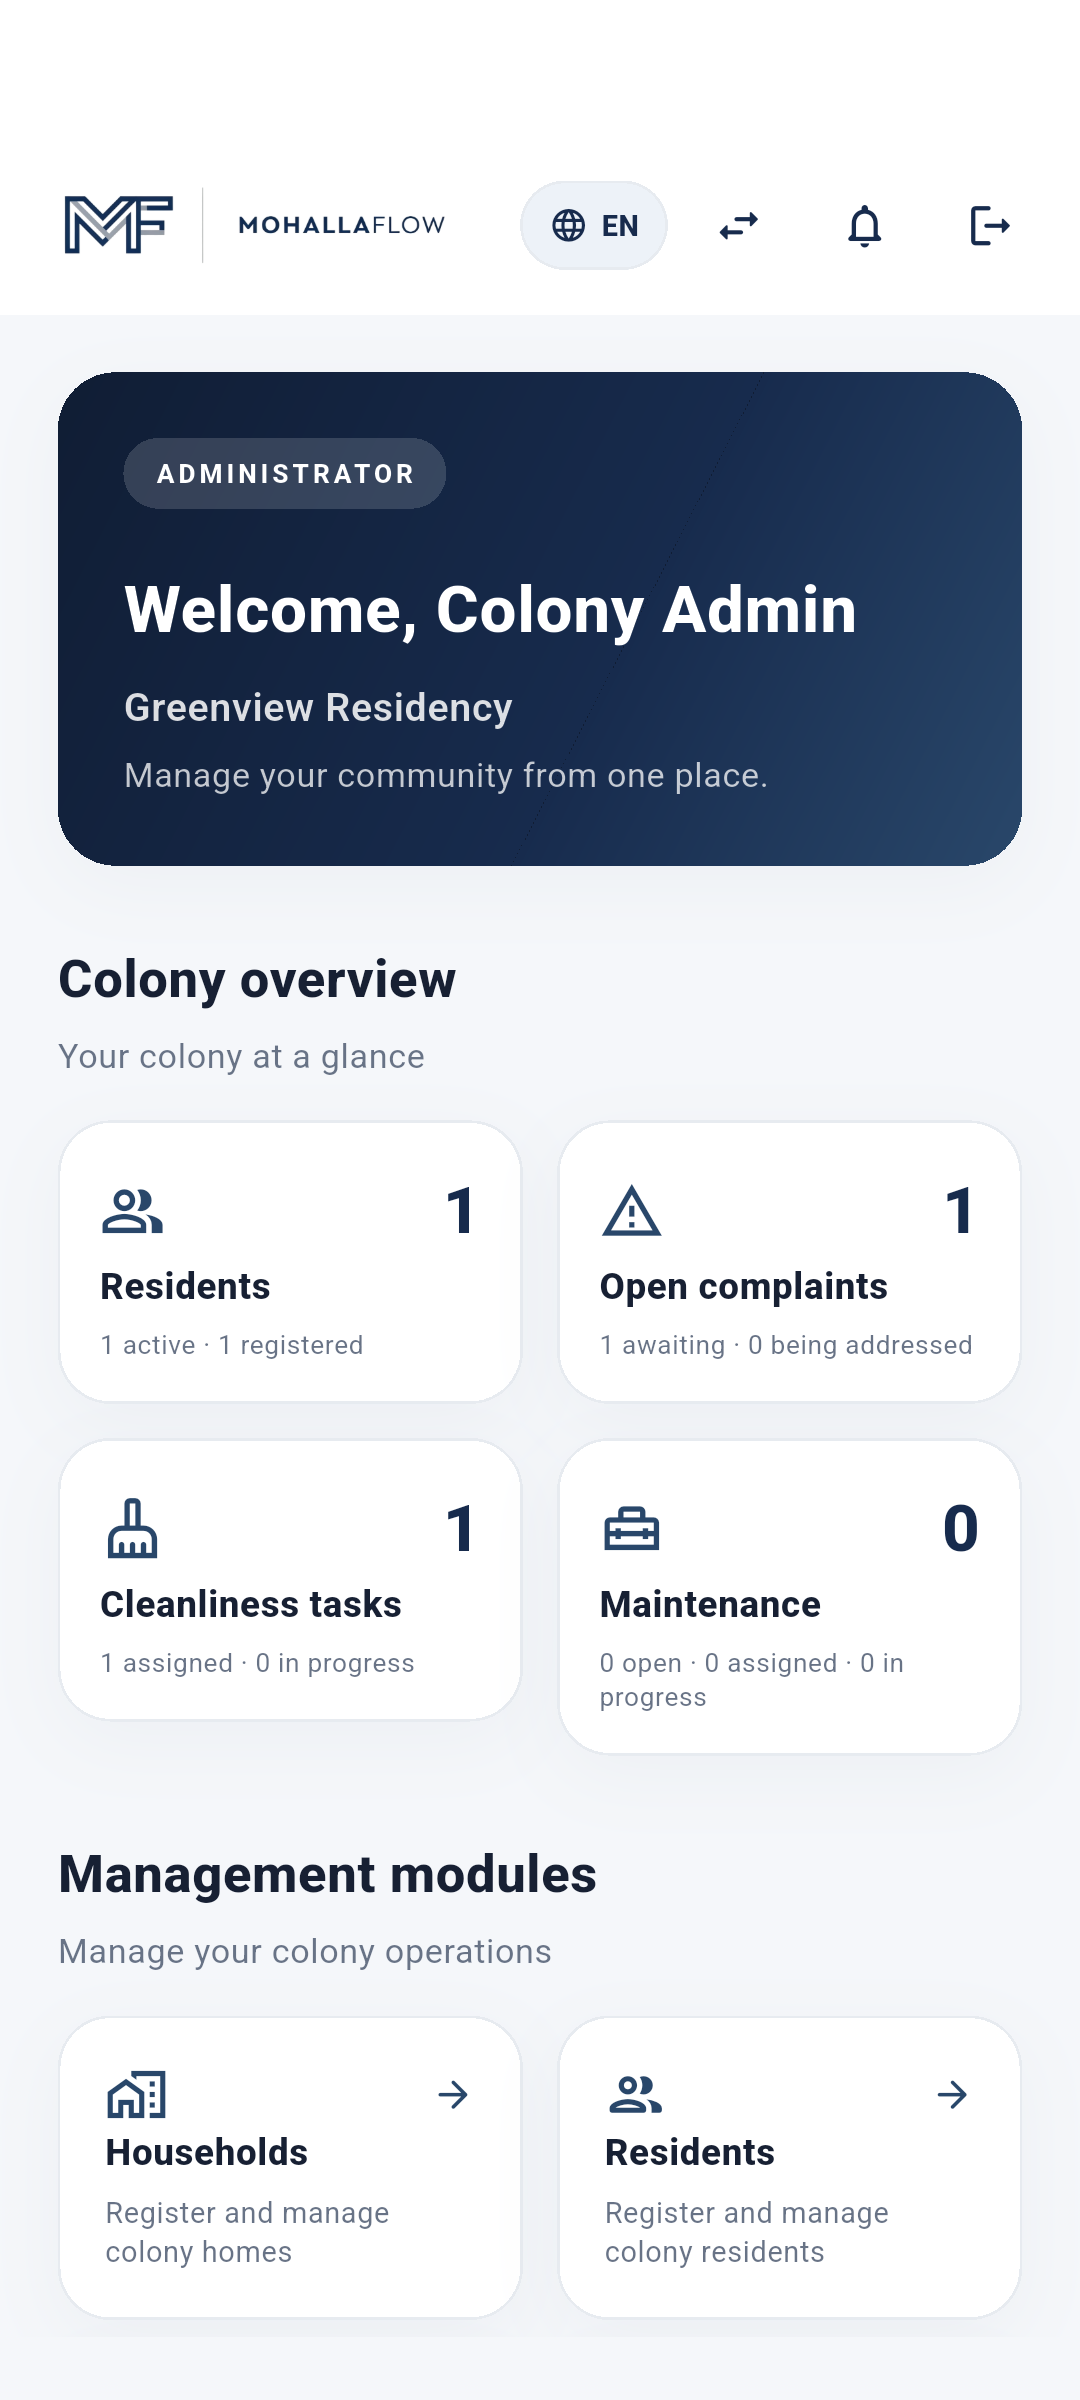 MF MOHALLAFLOW EN
ADMINISTRATOR
Welcome, Colony Admin
Greenview Residency
Manage your community from one place.
Colony overview
Your colony at a glance
1
Residents
1 active · 1 registered
1
Open complaints
1 awaiting · 0 being addressed
1
Cleanliness tasks
1 assigned · 0 in progress
0
Maintenance
0 open · 0 assigned · 0 in
progress
Management modules
Manage your colony operations
Households
Register and manage
colony homes
Residents
Register and manage
colony residents